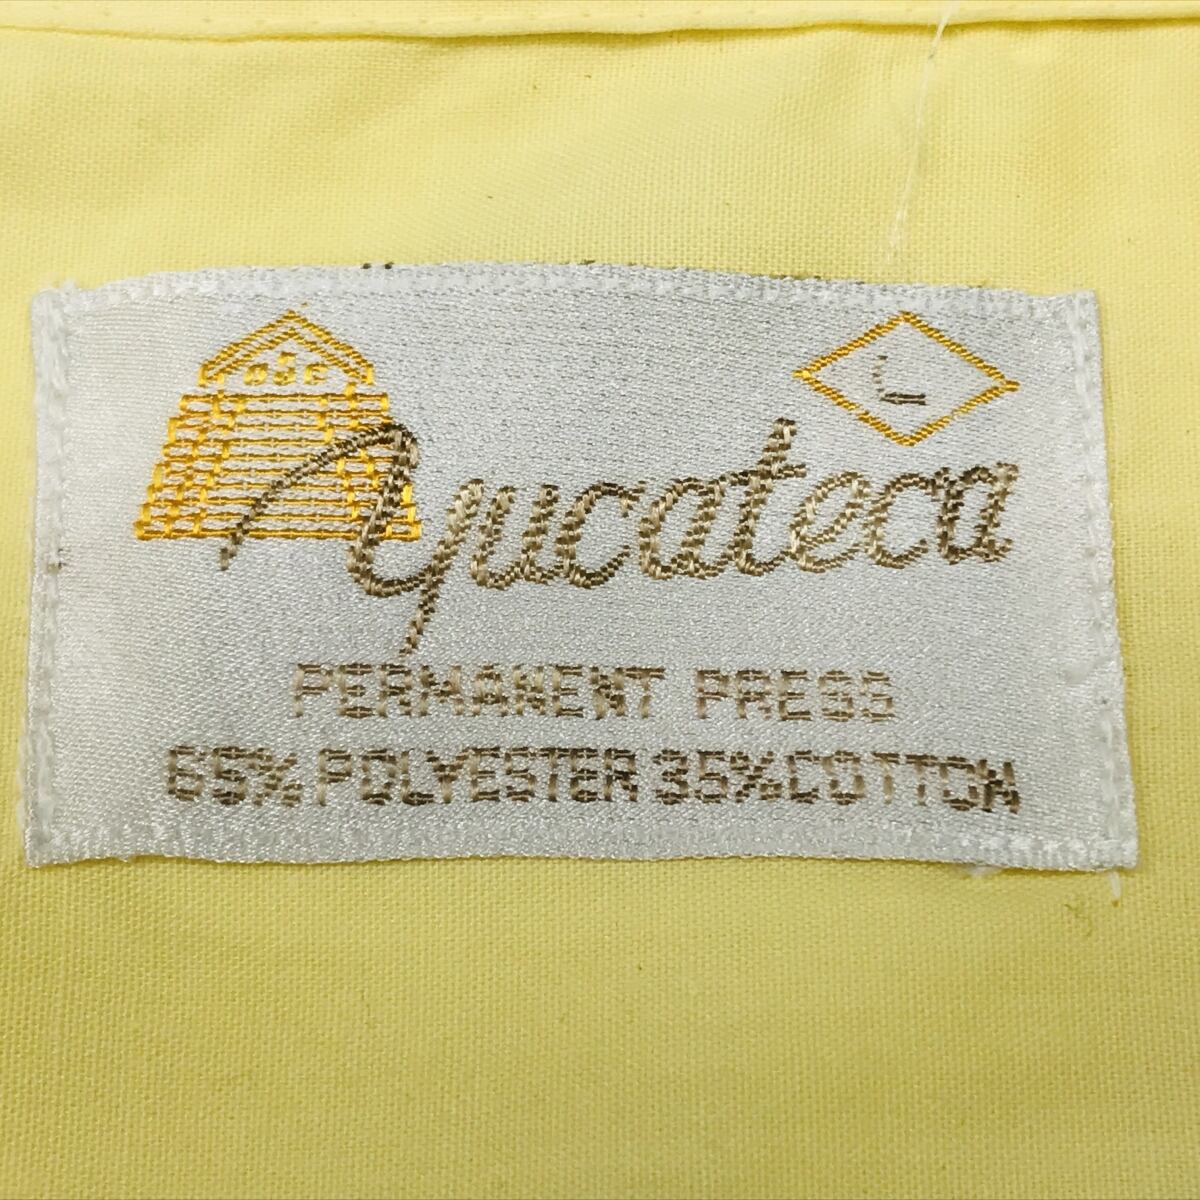 L
Yucateca
PERMANENT PRESS
65% POLYESTER 35% COTTON